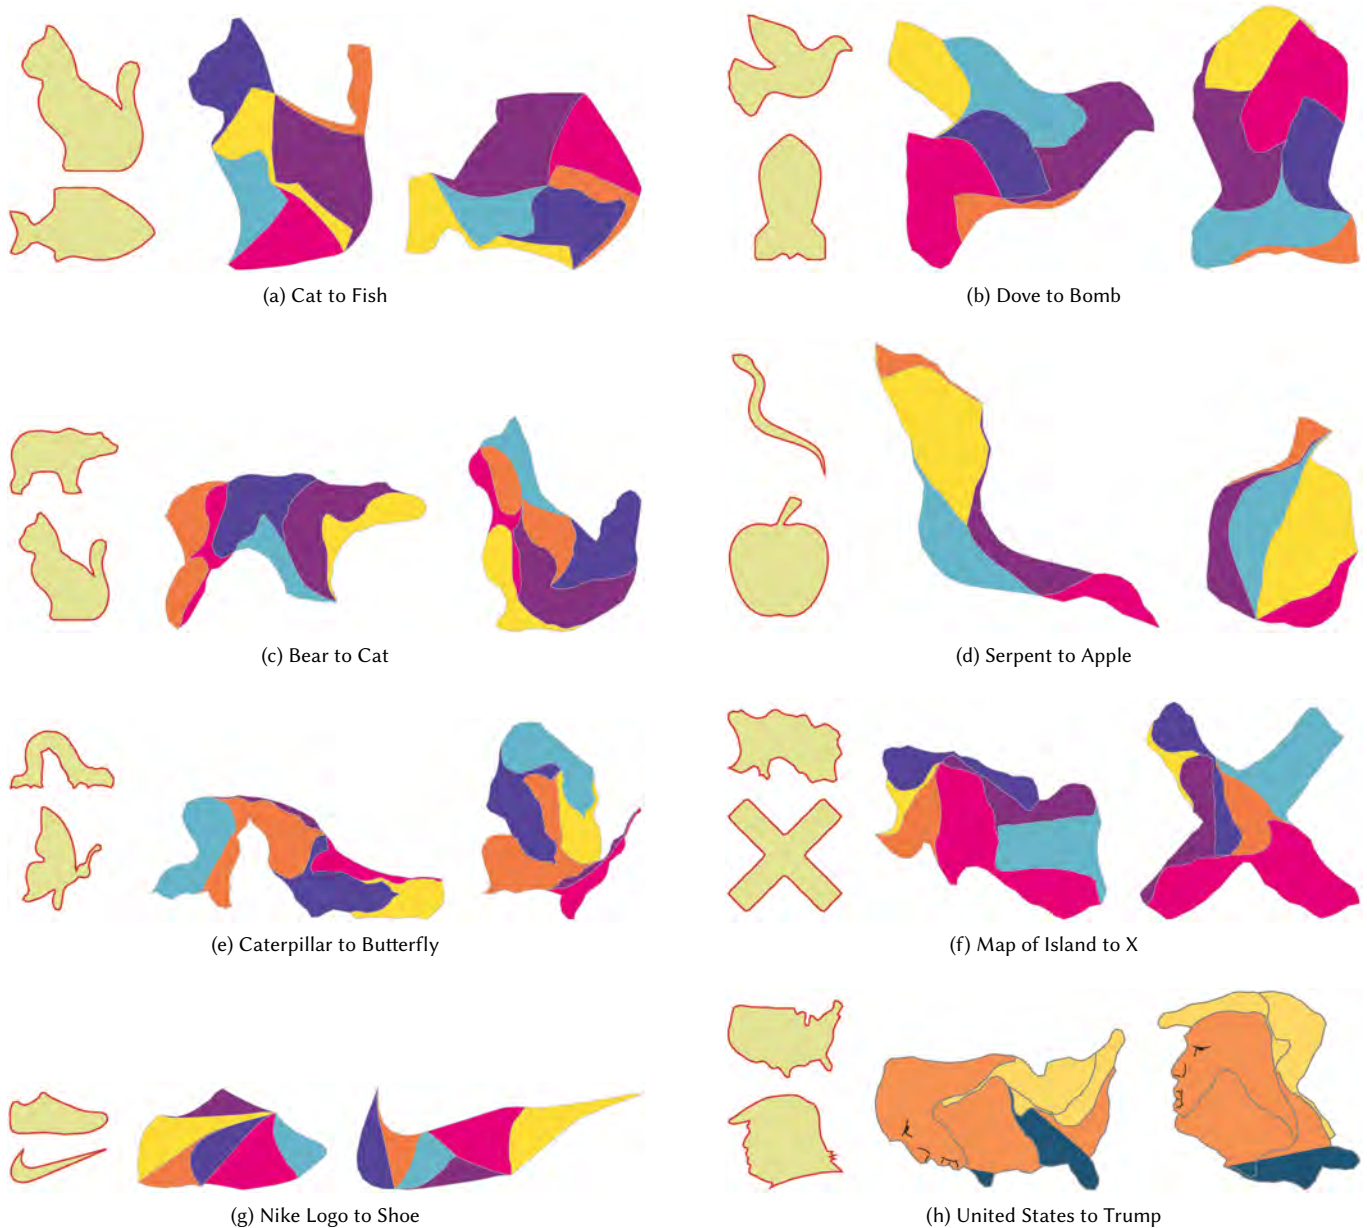 (a) Cat to Fish
(b) Dove to Bomb
(c) Bear to Cat
(d) Serpent to Apple
(e) Caterpillar to Butterfly
(f) Map of Island to X
(g) Nike Logo to Shoe
(h) United States to Trump